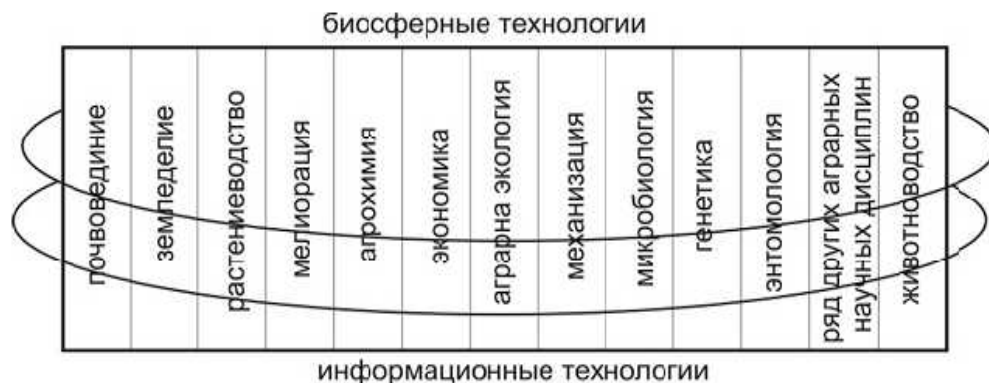 биосферные технологии
почвовединие
земледелие
растениеводство
мелиорация
агрохимия
экономика
аграрна экология
механизация
микробиология
генетика
энтомолоогия
ряд других аграрных
научных дисциплин
животноводство
информационные технологии